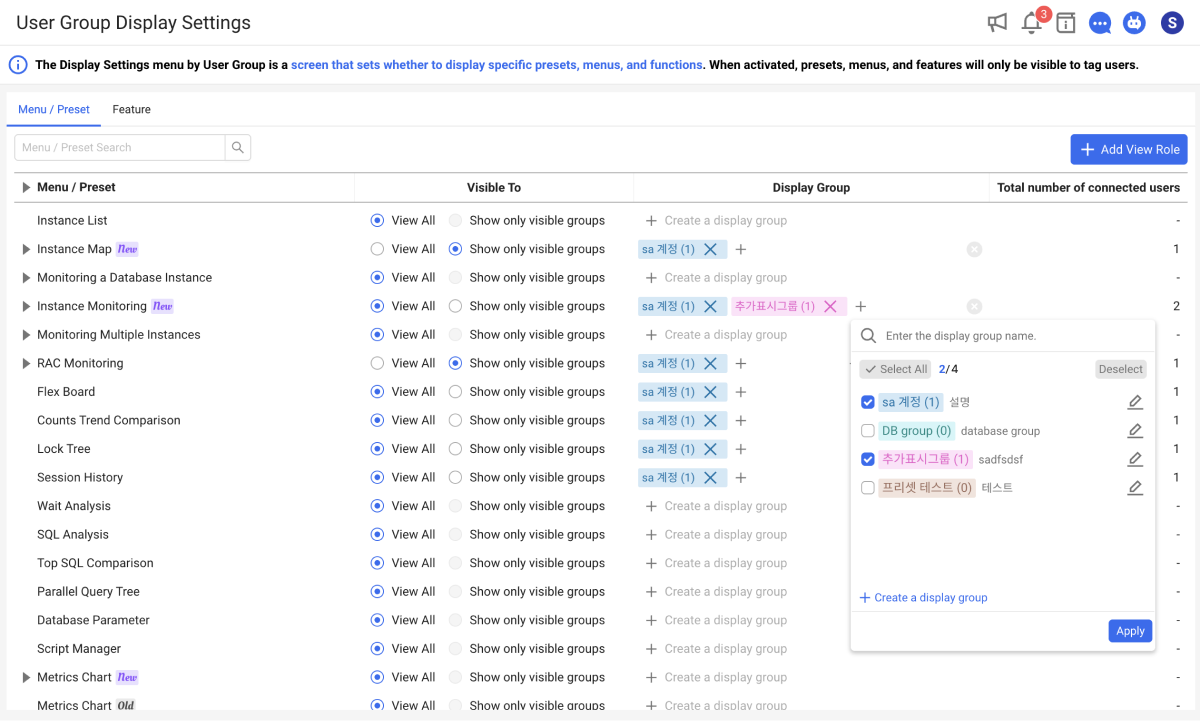 User Group Display Settings
3
S
The Display Settings menu by User Group is a screen that sets whether to display specific presets, menus, and functions. When activated, presets, menus, and features will only be visible to tag users.
Menu / Preset Feature
Menu / Preset Search
Add View Role
Menu / Preset Visible To Display Group Total number of connected users
Instance List View All Show only visible groups Create a display group -
Instance Map New View All Show only visible groups sa 계정 (1) 1
Monitoring a Database Instance View All Show only visible groups Create a display group -
Instance Monitoring New View All Show only visible groups sa 계정 (1) 추가표시그룹 (1) 2
Monitoring Multiple Instances View All Show only visible groups Create a display group -
RAC Monitoring View All Show only visible groups sa 계정 (1) 1
Flex Board View All Show only visible groups sa 계정 (1) 1
Counts Trend Comparison View All Show only visible groups sa 계정 (1) 1
Lock Tree View All Show only visible groups sa 계정 (1) 1
Session History View All Show only visible groups sa 계정 (1) 1
Wait Analysis View All Show only visible groups Create a display group -
SQL Analysis View All Show only visible groups Create a display group -
Top SQL Comparison View All Show only visible groups Create a display group -
Parallel Query Tree View All Show only visible groups Create a display group -
Database Parameter View All Show only visible groups Create a display group -
Script Manager View All Show only visible groups Create a display group -
Metrics Chart New View All Show only visible groups Create a display group -
Metrics Chart Old View All Show only visible groups Create a display group -
Enter the display group name.
Select All 2/4 Deselect
sa 계정 (1) 설명
DB group (0) database group
추가표시그룹 (1) sadfsdsf
프리셋 테스트 (0) 테스트
Create a display group
Apply